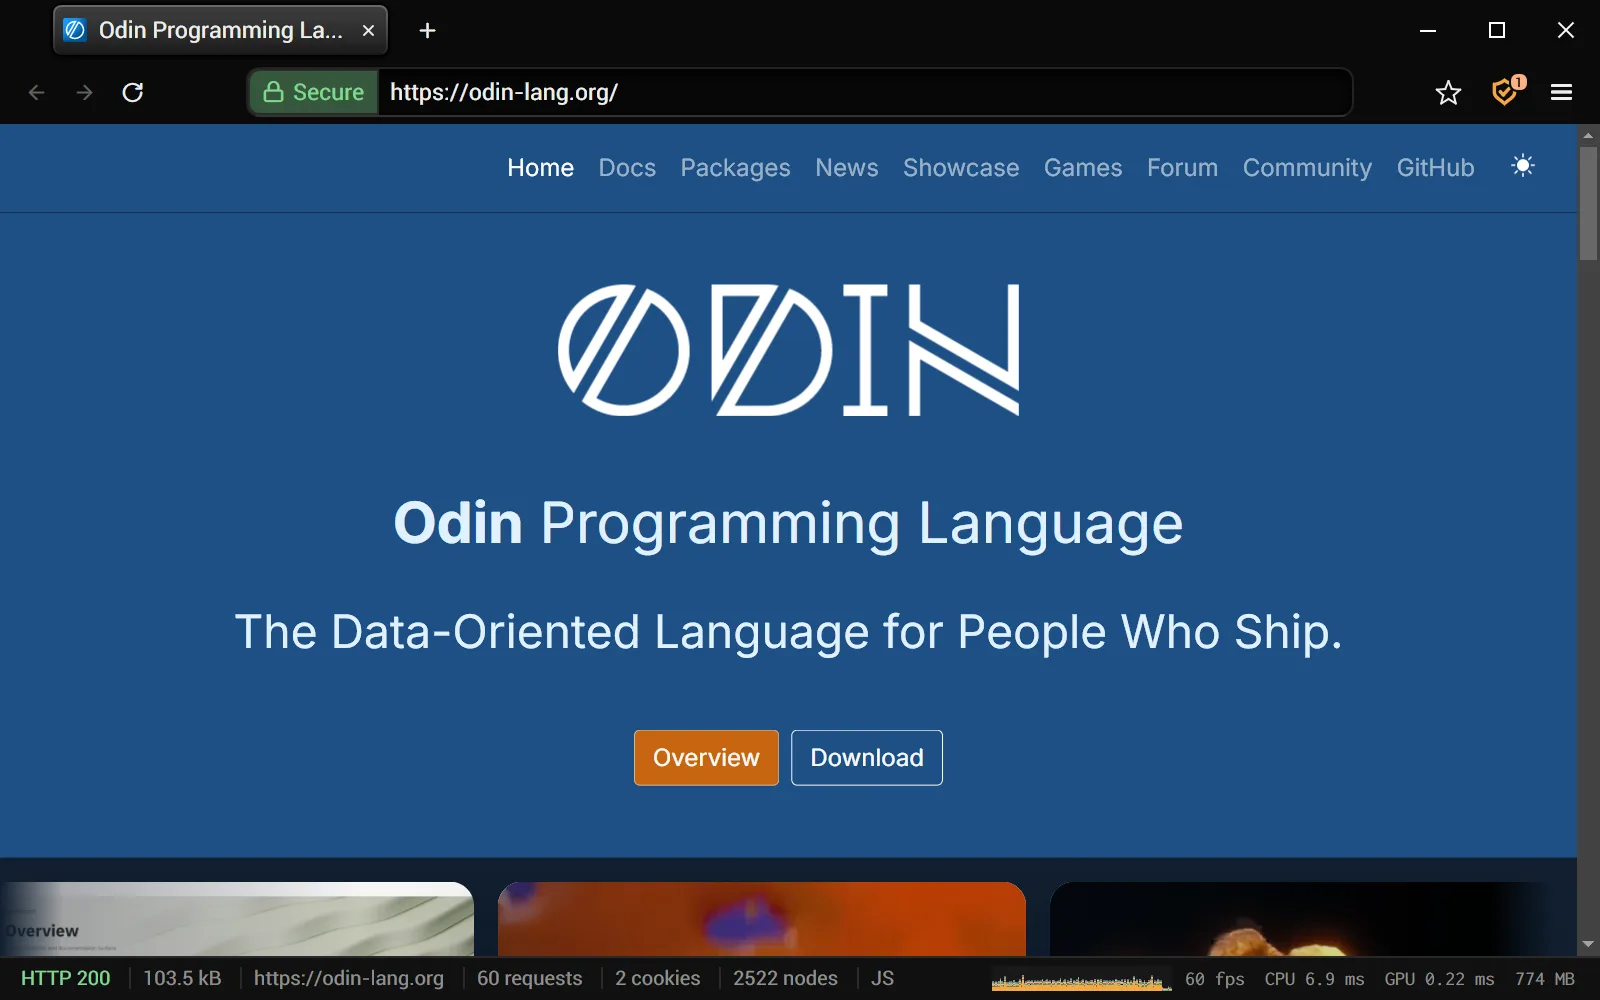 Odin Programming La...
Secure
https://odin-lang.org/
1
Home Docs Packages News Showcase Games Forum Community GitHub
ODIN
Odin Programming Language
The Data-Oriented Language for People Who Ship.
Overview Download
Overview
HTTP 200 103.5 kB https://odin-lang.org 60 requests 2 cookies 2522 nodes JS 60 fps CPU 6.9 ms GPU 0.22 ms 774 MB